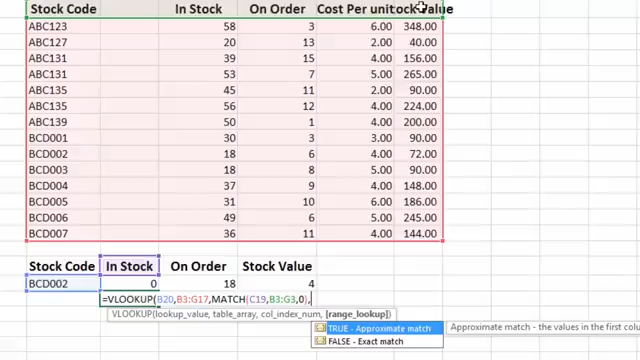 Stock Code In Stock On Order Cost Per unit tock Value
ABC123 58 3 6.00 348.00
ABC127 20 13 2.00 40.00
ABC131 39 15 4.00 156.00
ABC131 53 7 5.00 265.00
ABC135 45 11 2.00 90.00
ABC135 56 12 4.00 224.00
ABC139 50 1 4.00 200.00
BCD001 30 3 3.00 90.00
BCD002 18 6 4.00 72.00
BCD003 18 8 5.00 90.00
BCD004 37 9 4.00 148.00
BCD005 31 10 6.00 186.00
BCD006 49 6 5.00 245.00
BCD007 36 11 4.00 144.00
Stock Code In Stock On Order Stock Value
BCD002 0 18 4
=VLOOKUP(B20,B3:G17,MATCH(C19,B3:G3,0),
VLOOKUP(lookup_value, table_array, col_index_num, [range_lookup])
TRUE - Approximate match Approximate match - the values in the first colu
FALSE - Exact match